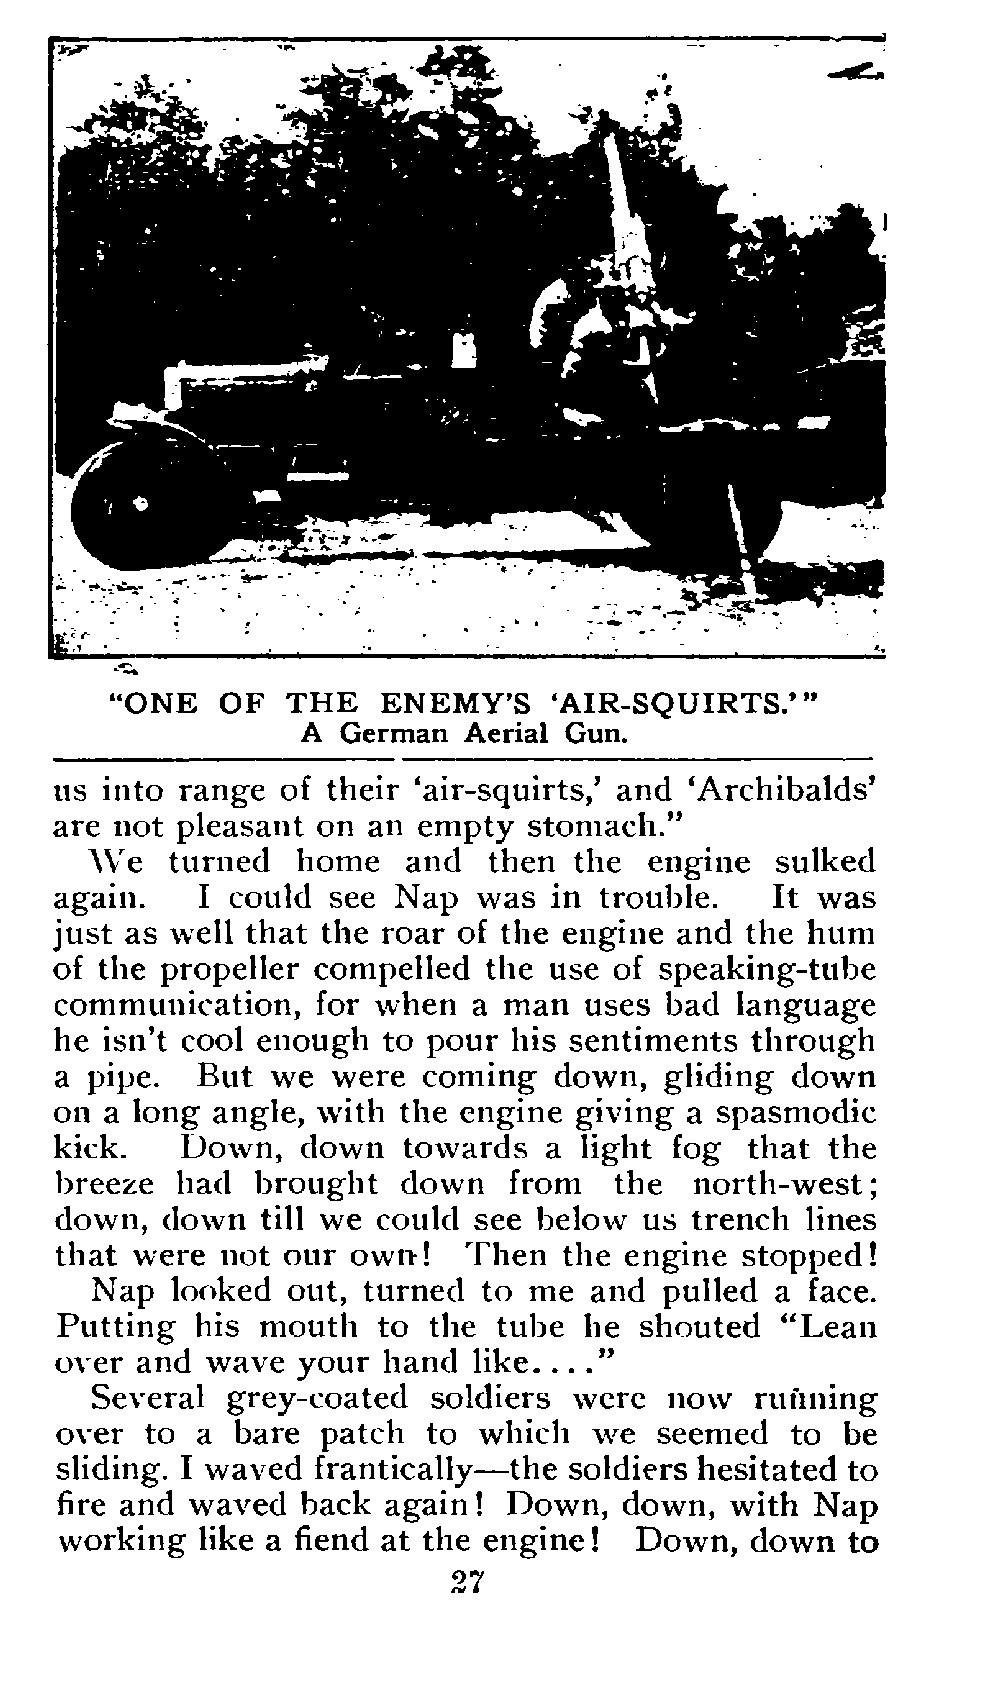 "ONE OF THE ENEMY'S 'AIR-SQUIRTS.'"
A German Aerial Gun.
us into range of their 'air-squirts,' and 'Archibalds'
are not pleasant on an empty stomach."
We turned home and then the engine sulked
again. I could see Nap was in trouble. It was
just as well that the roar of the engine and the hum
of the propeller compelled the use of speaking-tube
communication, for when a man uses bad language
he isn't cool enough to pour his sentiments through
a pipe. But we were coming down, gliding down
on a long angle, with the engine giving a spasmodic
kick. Down, down towards a light fog that the
breeze had brought down from the north-west;
down, down till we could see below us trench lines
that were not our own! Then the engine stopped!
Nap looked out, turned to me and pulled a face.
Putting his mouth to the tube he shouted "Lean
over and wave your hand like...."
Several grey-coated soldiers were now running
over to a bare patch to which we seemed to be
sliding. I waved frantically—the soldiers hesitated to
fire and waved back again! Down, down, with Nap
working like a fiend at the engine! Down, down to
27